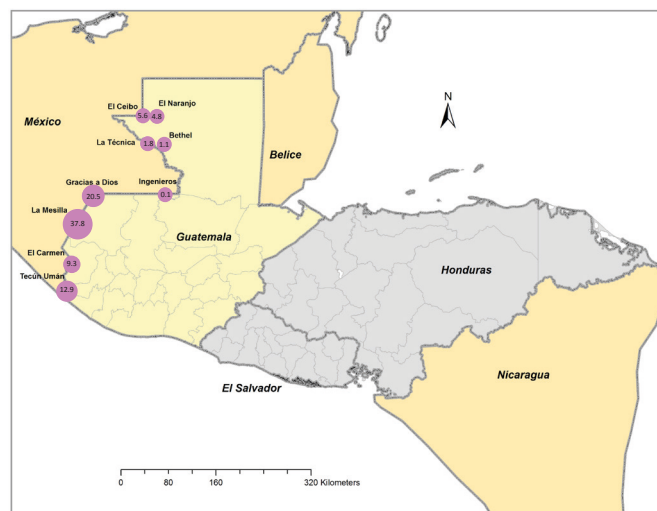 El Ceibo
El Naranjo
5.6
4.8
N
México
La Técnica
Bethel
1.8
1.1
Belice
Gracias a Dios
Ingenieros
20.5
0.1
La Mesilla
37.8
Guatemala
El Carmen
9.3
Honduras
Tecún Umán
12.9
Nicaragua
El Salvador
0 80 160 240 320 Kilometers